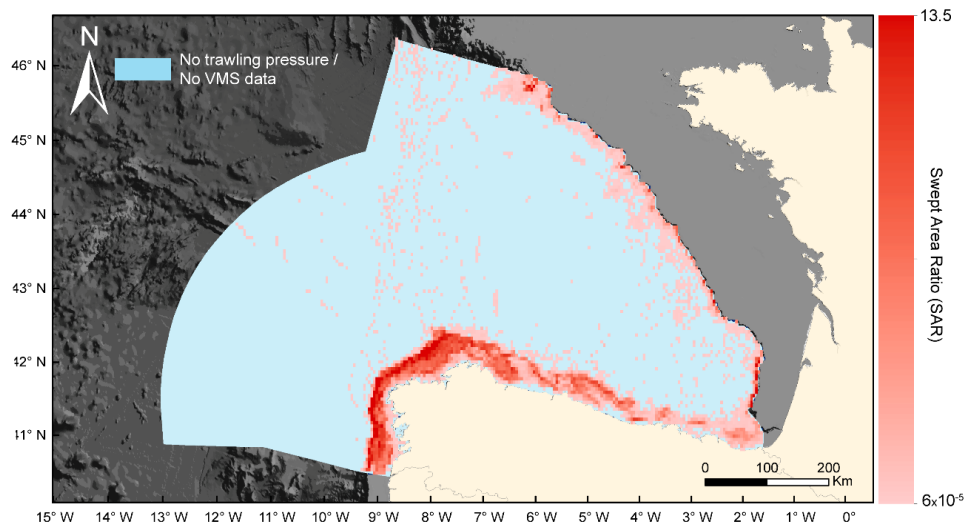 N
No trawling pressure /
No VMS data
46° N
45° N
44° N
43° N
12° N
11° N
13.5
Swept Area Ratio (SAR)
6x10⁻⁵
0 100 200
Km
15° W 14° W 13° W 12° W 11° W 10° W 9° W 8° W 7° W 6° W 5° W 4° W 3° W 2° W 1° W 0°